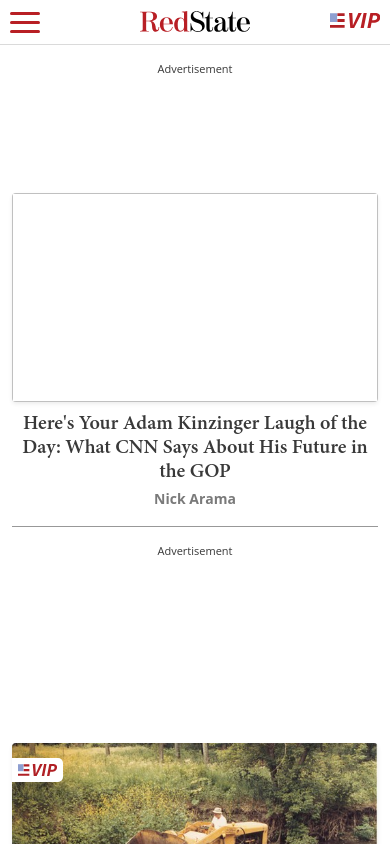 RedState
VIP
Advertisement
Here's Your Adam Kinzinger Laugh of the
Day: What CNN Says About His Future in
the GOP
Nick Arama
Advertisement
VIP